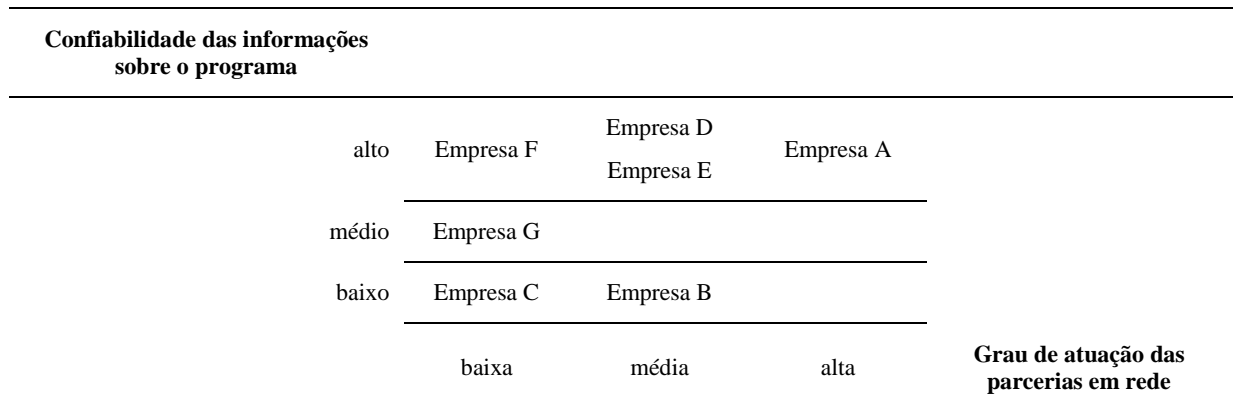 Confiabilidade das informações
sobre o programa
alto Empresa F Empresa D Empresa E Empresa A
médio Empresa G
baixo Empresa C Empresa B
baixa média alta Grau de atuação das
parcerias em rede